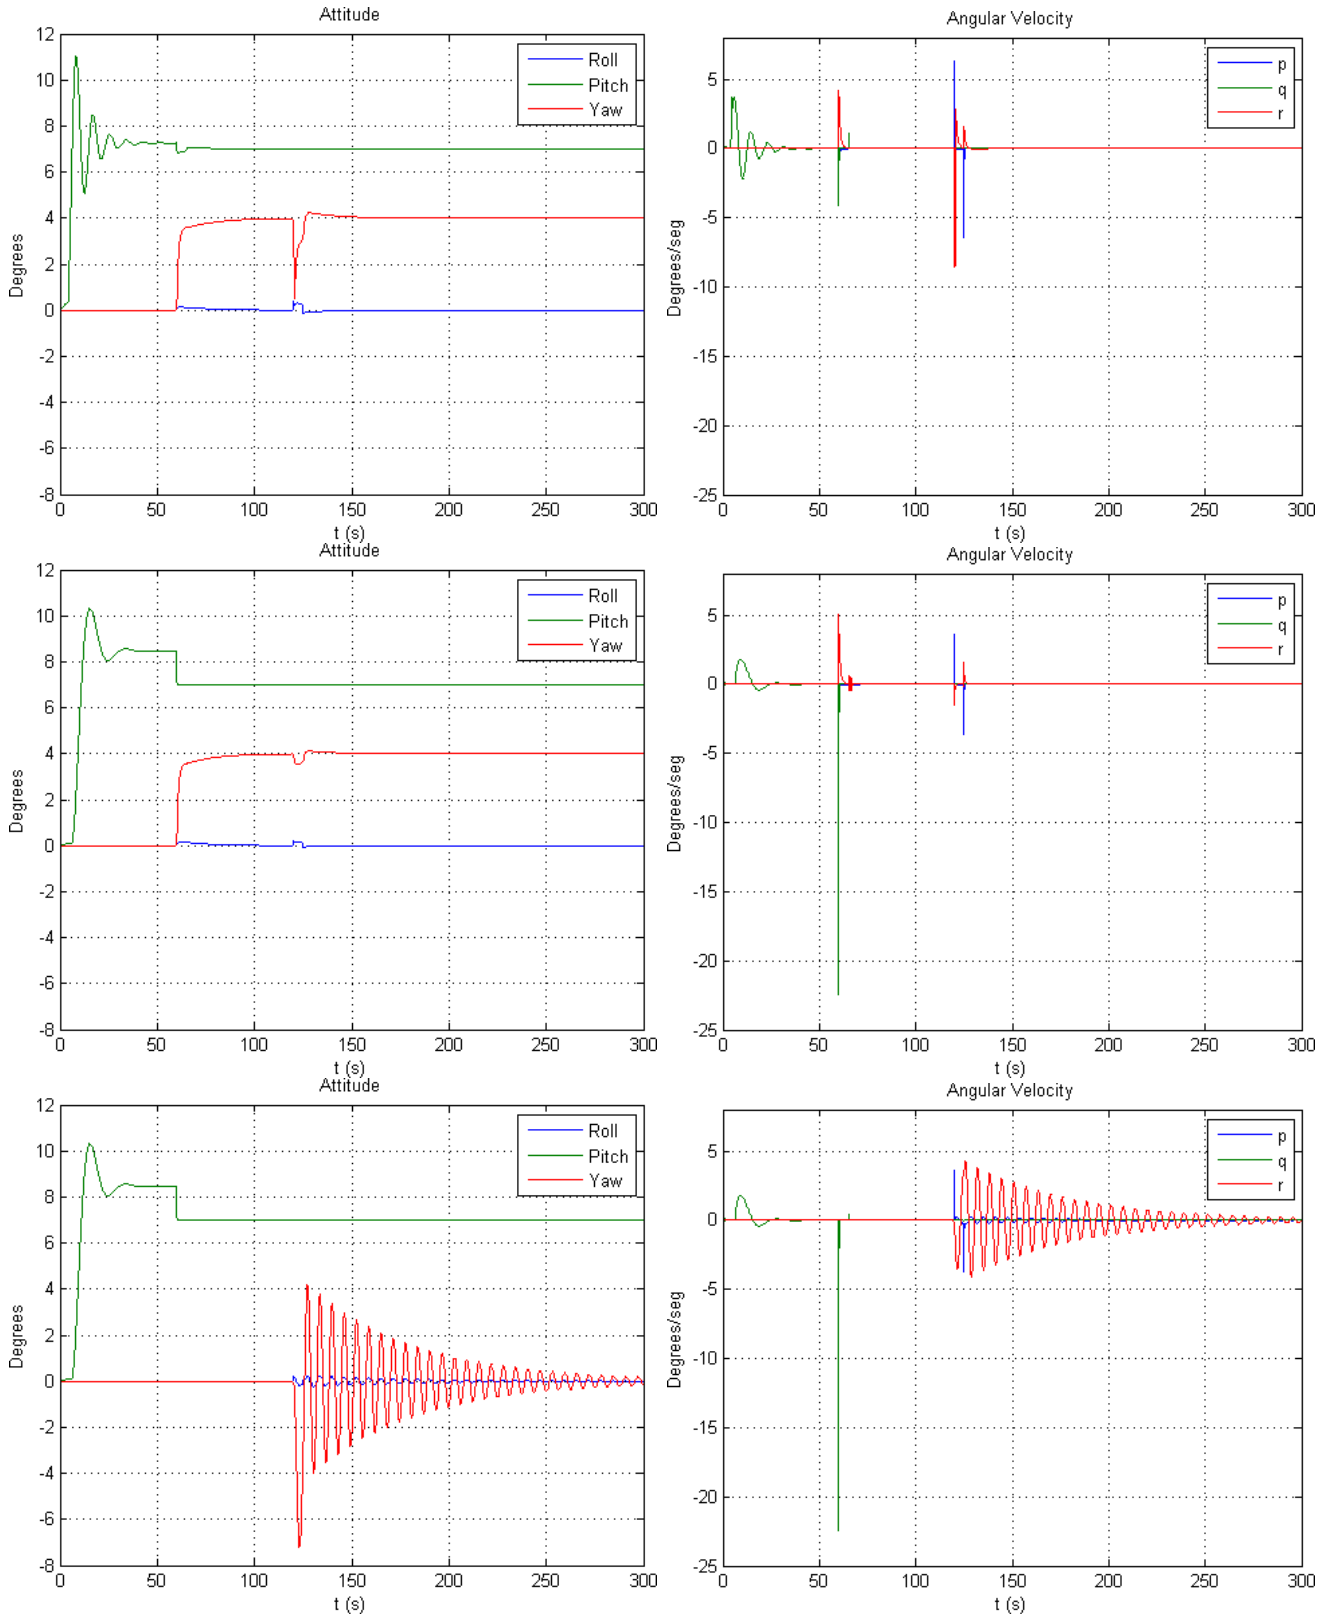 Attitude
12
10
8
6
4
2
0
-2
-4
-6
-8
0 50 100 150 200 250 300
Degrees
t (s)
Roll
Pitch
Yaw
Angular Velocity
5
0
-5
-10
-15
-20
-25
0 50 100 150 200 250 300
Degrees/seg
t (s)
p
q
r
Attitude
12
10
8
6
4
2
0
-2
-4
-6
-8
0 50 100 150 200 250 300
Degrees
t (s)
Roll
Pitch
Yaw
Angular Velocity
5
0
-5
-10
-15
-20
-25
0 50 100 150 200 250 300
Degrees/seg
t (s)
p
q
r
Attitude
12
10
8
6
4
2
0
-2
-4
-6
-8
0 50 100 150 200 250 300
Degrees
t (s)
Roll
Pitch
Yaw
Angular Velocity
5
0
-5
-10
-15
-20
-25
0 50 100 150 200 250 300
Degrees/seg
t (s)
p
q
r